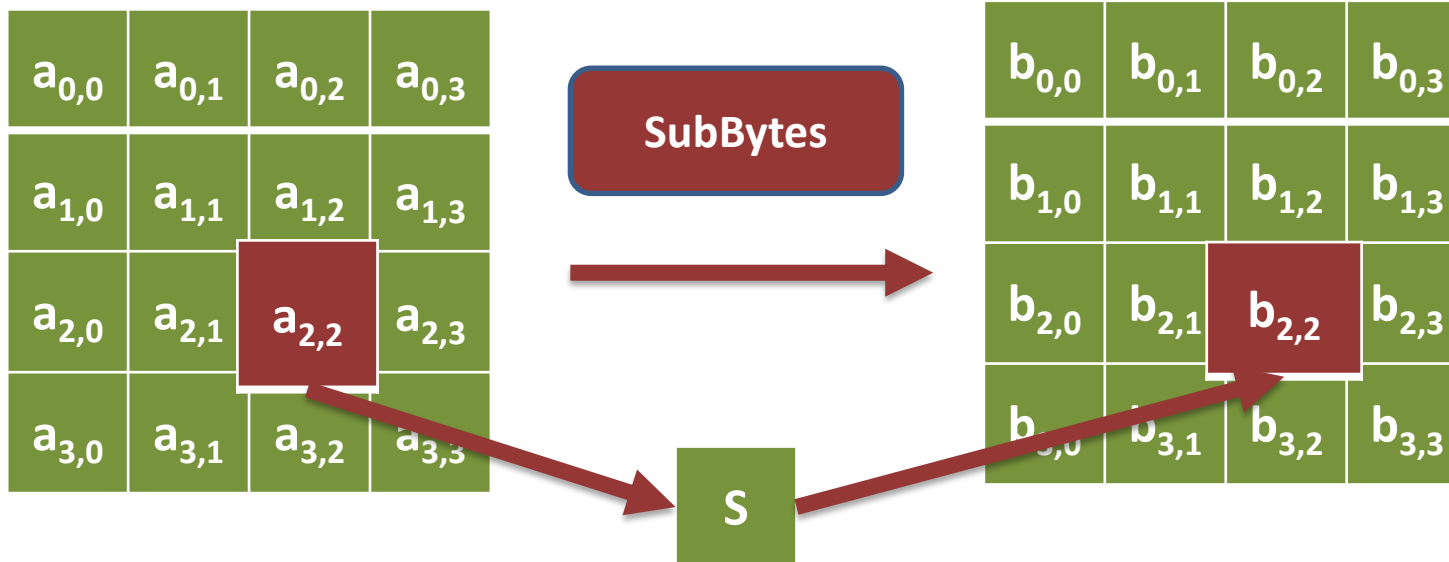 a0,0 a0,1 a0,2 a0,3
a1,0 a1,1 a1,2 a1,3
a2,0 a2,1 a2,2 a2,3
a3,0 a3,1 a3,2 a3,3
SubBytes
S
b0,0 b0,1 b0,2 b0,3
b1,0 b1,1 b1,2 b1,3
b2,0 b2,1 b2,2 b2,3
b3,0 b3,1 b3,2 b3,3